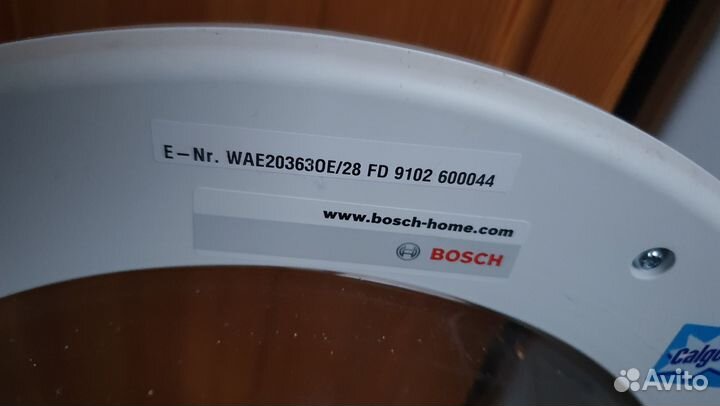 E-Nr. WAE20363OE/28 FD 9102 600044
www.bosch-home.com
BOSCH
Calgo
Avito